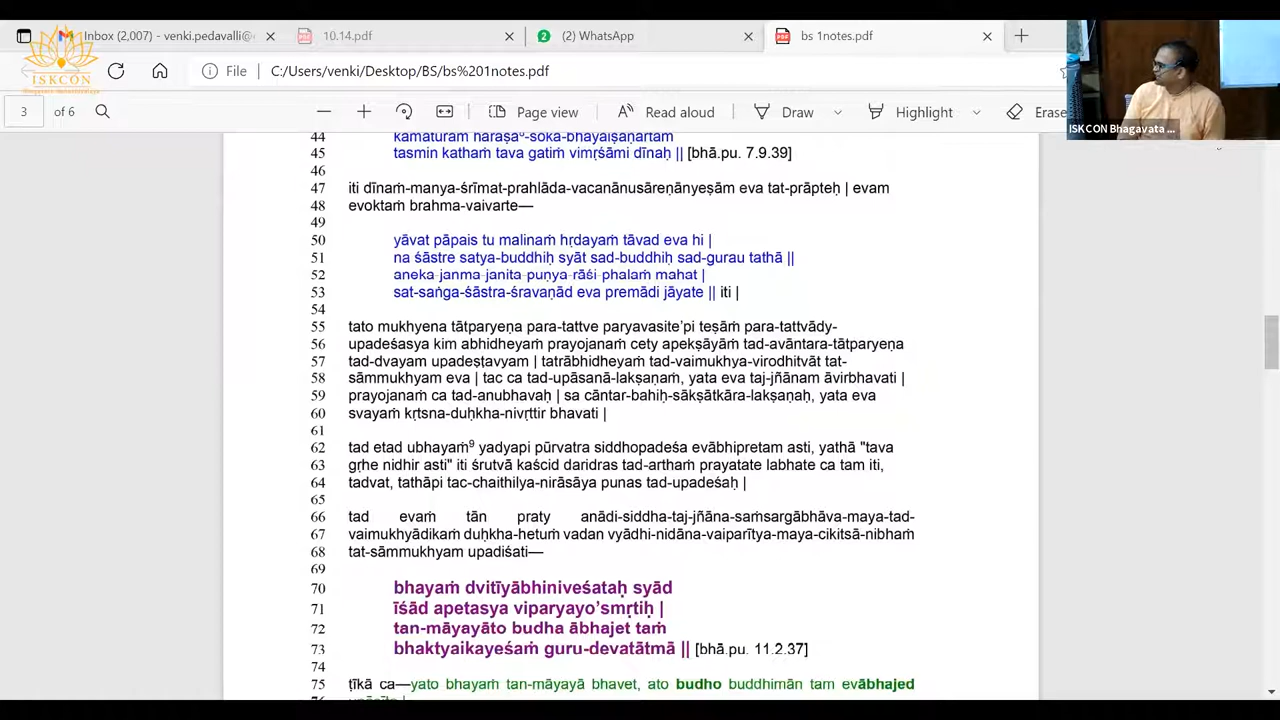 Inbox (2,007) - venki.pedavalli@
10.14.pdf
2 (2) WhatsApp
bs 1notes.pdf
ISKCON
File C:/Users/venki/Desktop/BS/bs%201notes.pdf
3 of 6 Page view Read aloud Draw Highlight Erase
ISKCON Bhagavata ...
44 kāmāturaṁ haraṣa⁸-śoka-bhayaiṣaṇārtaṁ
45 tasmin kathaṁ tava gatiṁ vimṛśāmi dīnaḥ || [bhā.pu. 7.9.39]
46
47 iti dīnaṁ-manya-śrīmat-prahlāda-vacanānusāreṇānyeṣām eva tat-prāpteḥ | evam
48 evoktaṁ brahma-vaivarte—
49
50 yāvat pāpais tu malinaṁ hṛdayaṁ tāvad eva hi |
51 na śāstre satya-buddhiḥ syāt sad-buddhiḥ sad-gurau tathā ||
52 aneka-janma-janita-puṇya-rāśi-phalaṁ mahat |
53 sat-saṅga-śāstra-śravaṇād eva premādi jāyate || iti |
54
55 tato mukhyena tātparyeṇa para-tattve paryavasite'pi teṣāṁ para-tattvādy-
56 upadeśasya kim abhidheyaṁ prayojanaṁ cety apekṣāyāṁ tad-avāntara-tātparyeṇa
57 tad-dvayam upadeṣṭavyam | tatrābhidheyaṁ tad-vaimukhya-virodhitvāt tat-
58 sāmmukhyam eva | tac ca tad-upāsanā-lakṣaṇaṁ, yata eva taj-jñānam āvirbhavati |
59 prayojanaṁ ca tad-anubhavaḥ | sa cāntar-bahiḥ-sākṣātkāra-lakṣaṇaḥ, yata eva
60 svayaṁ kṛtsna-duḥkha-nivṛttir bhavati |
61
62 tad etad ubhayaṁ⁹ yadyapi pūrvatra siddhopadeśa evābhipretam asti, yathā "tava
63 gṛhe nidhir asti" iti śrutvā kaścid daridras tad-arthaṁ prayatate labhate ca tam iti,
64 tadvat, tathāpi tac-chaithilya-nirāsāya punas tad-upadeśaḥ |
65
66 tad evaṁ tān praty anādi-siddha-taj-jñāna-saṁsargābhāva-maya-tad-
67 vaimukhyādikaṁ duḥkha-hetuṁ vadan vyādhi-nidāna-vaiparītya-maya-cikitsā-nibhaṁ
68 tat-sāmmukhyam upadiśati—
69
70 bhayaṁ dvitīyābhiniveśataḥ syād
71 īśād apetasya viparyayo'smṛtiḥ |
72 tan-māyayāto budha ābhajet taṁ
73 bhaktyaikayeśaṁ guru-devatātmā || [bhā.pu. 11.2.37]
74
75 ṭīkā ca—yato bhayaṁ tan-māyayā bhavet, ato budho buddhimān tam evābhajed